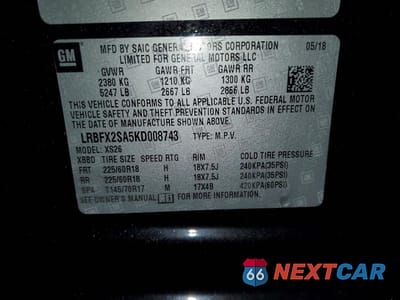 GM
MFD BY SAIC GENERAL MOTORS CORPORATION 05/18
LIMITED FOR GENERAL MOTORS LLC
GVWR GAWR FRT GAWR RR
2380 KG 1210 KG 1300 KG
5247 LB 2667 LB 2866 LB
THIS VEHICLE CONFORMS TO ALL APPLICABLE U.S. FEDERAL MOTOR
VEHICLE SAFETY AND THEFT PREVENTION STANDARDS IN EFFECT ON
THE DATE OF MANUFACTURE SHOWN ABOVE.
LRBFX2SA5KD008743 TYPE: M.P.V.
MODEL: XS26
TIRE SIZE SPEED RTG RIM COLD TIRE PRESSURE
FRT 225/60R18 H 18X7.5J 240KPA(35PSI)
RR 225/60R18 H 18X7.5J 240KPA(35PSI)
SPA T145/70R17 M 17X4B 420KPA(60PSI)
SEE OWNER'S MANUAL FOR MORE INFORMATION.
66 NEXTCAR